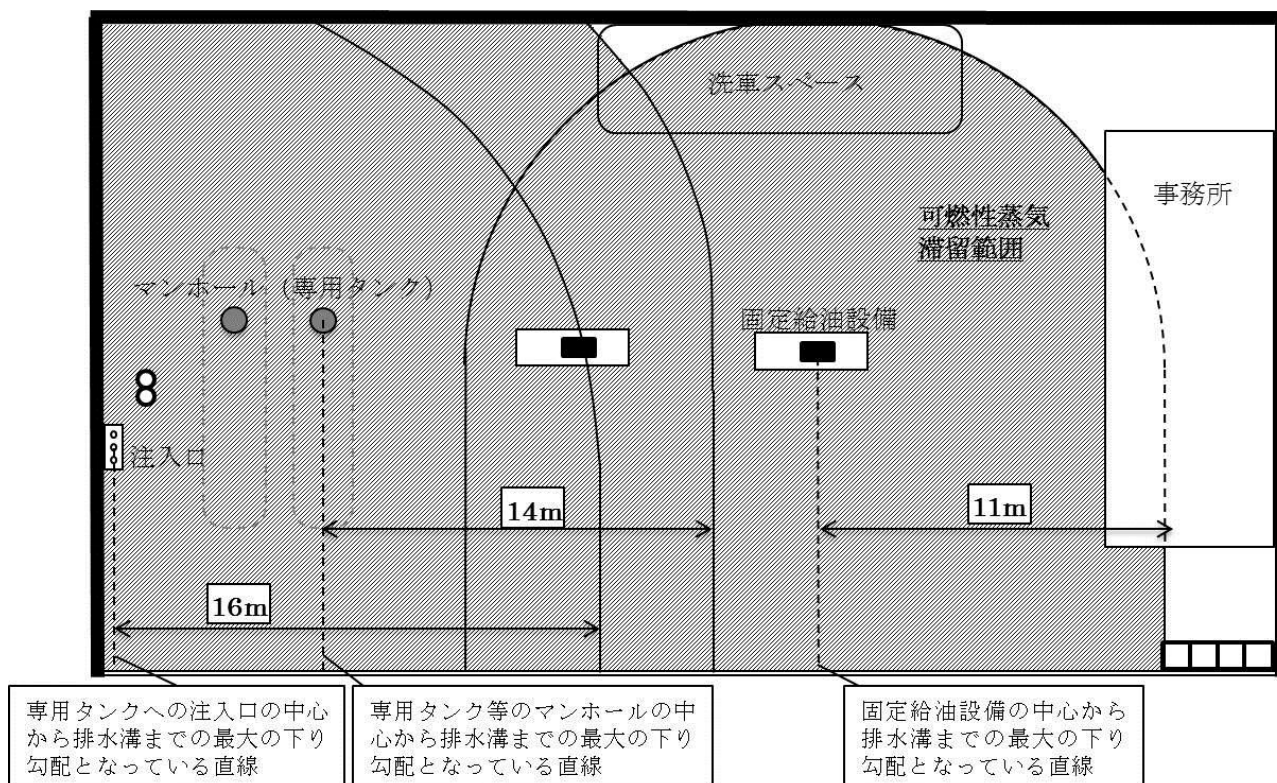 洗車スペース
事務所
可燃性蒸気
滞留範囲
マンホール（専用タンク）
固定給油設備
注入口
14m
11m
16m
専用タンクへの注入口の中心
から排水溝までの最大の下り
勾配となっている直線
専用タンク等のマンホールの中
心から排水溝までの最大の下り
勾配となっている直線
固定給油設備の中心から
排水溝までの最大の下り
勾配となっている直線